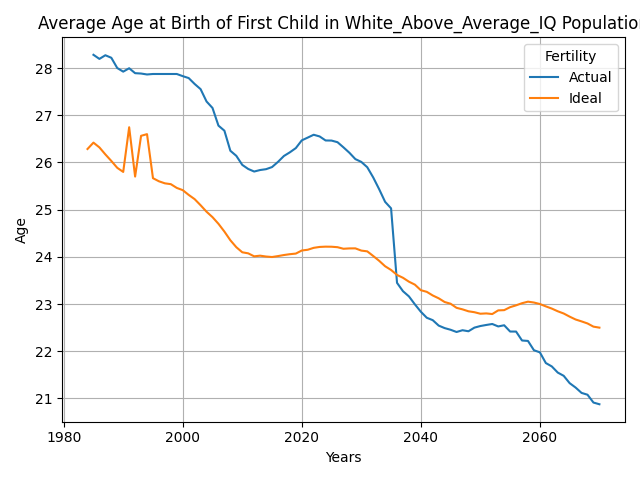 Average Age at Birth of First Child in White_Above_Average_IQ Population
Fertility
Actual
Ideal
Age
28
27
26
25
24
23
22
21
1980
2000
2020
2040
2060
Years